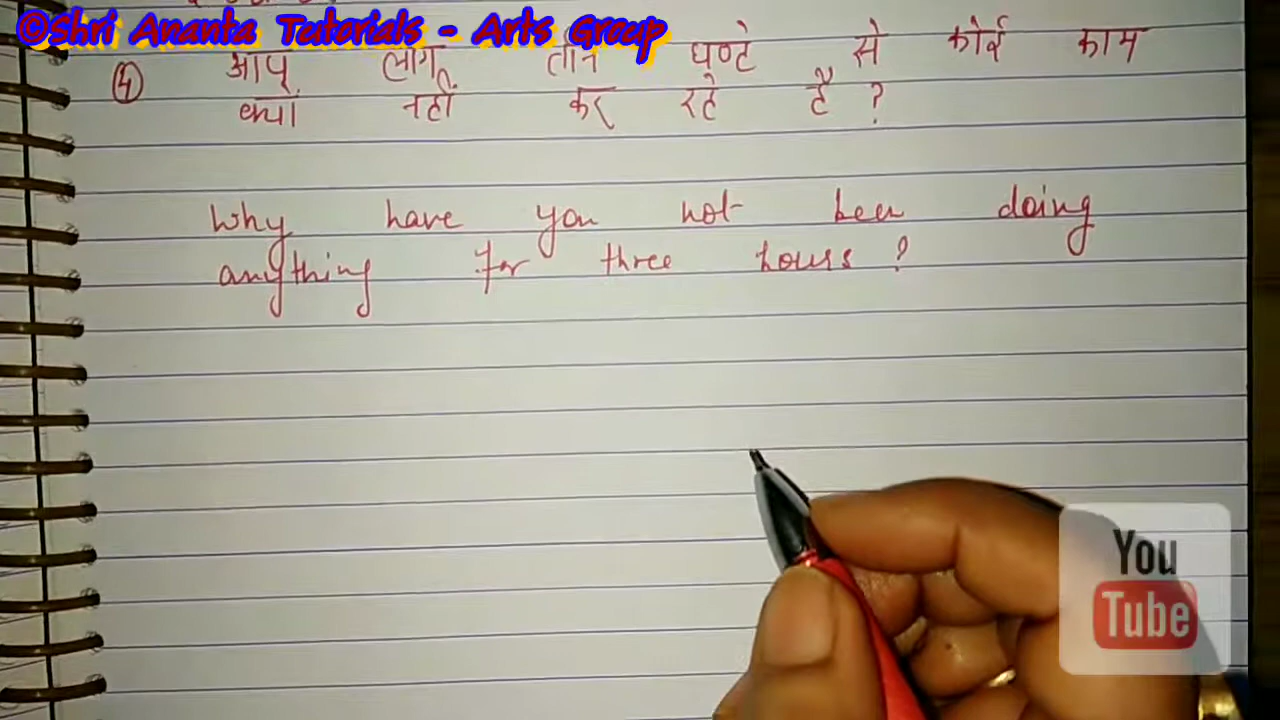 ©Shri Ananta Tutorials - Arts Group
④ आप लोग तीन घण्टे से कोई काम
क्यों नहीं कर रहे हैं ?
Why have you not been doing
anything for three hours ?
You
Tube